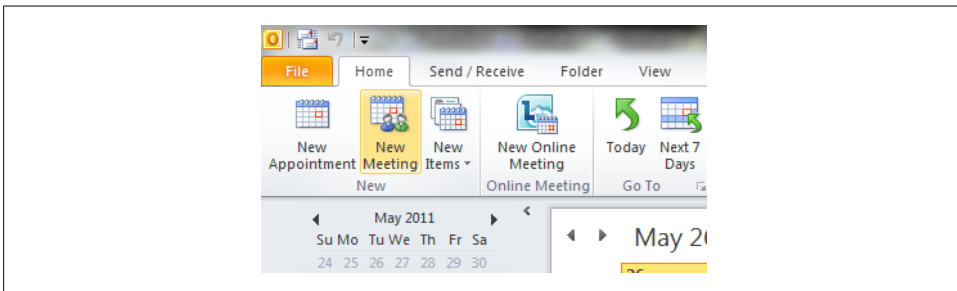 File Home Send / Receive Folder View
New Appointment New Meeting New Items New Online Meeting Today Next 7 Days
New Online Meeting Go To
May 2011
May 20
Su Mo Tu We Th Fr Sa
24 25 26 27 28 29 30